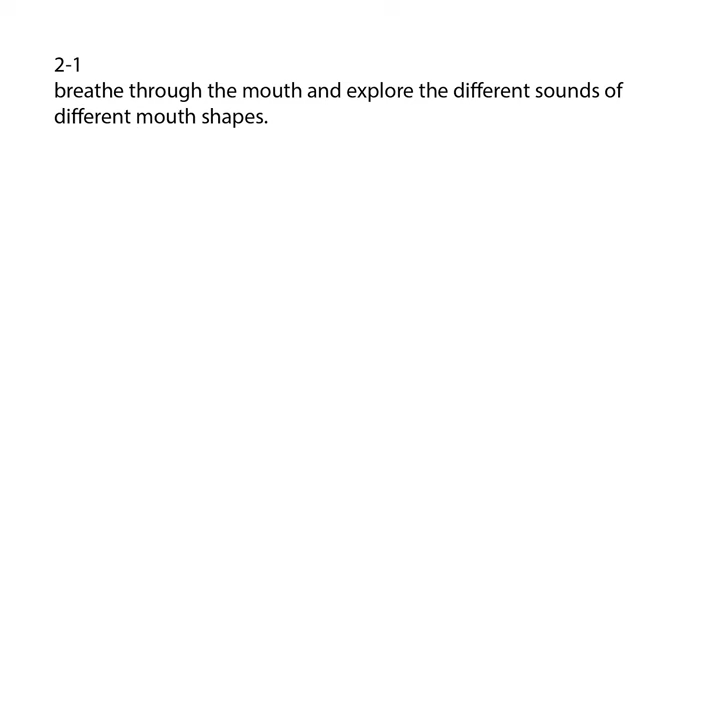 2-1
breathe through the mouth and explore the different sounds of
different mouth shapes.